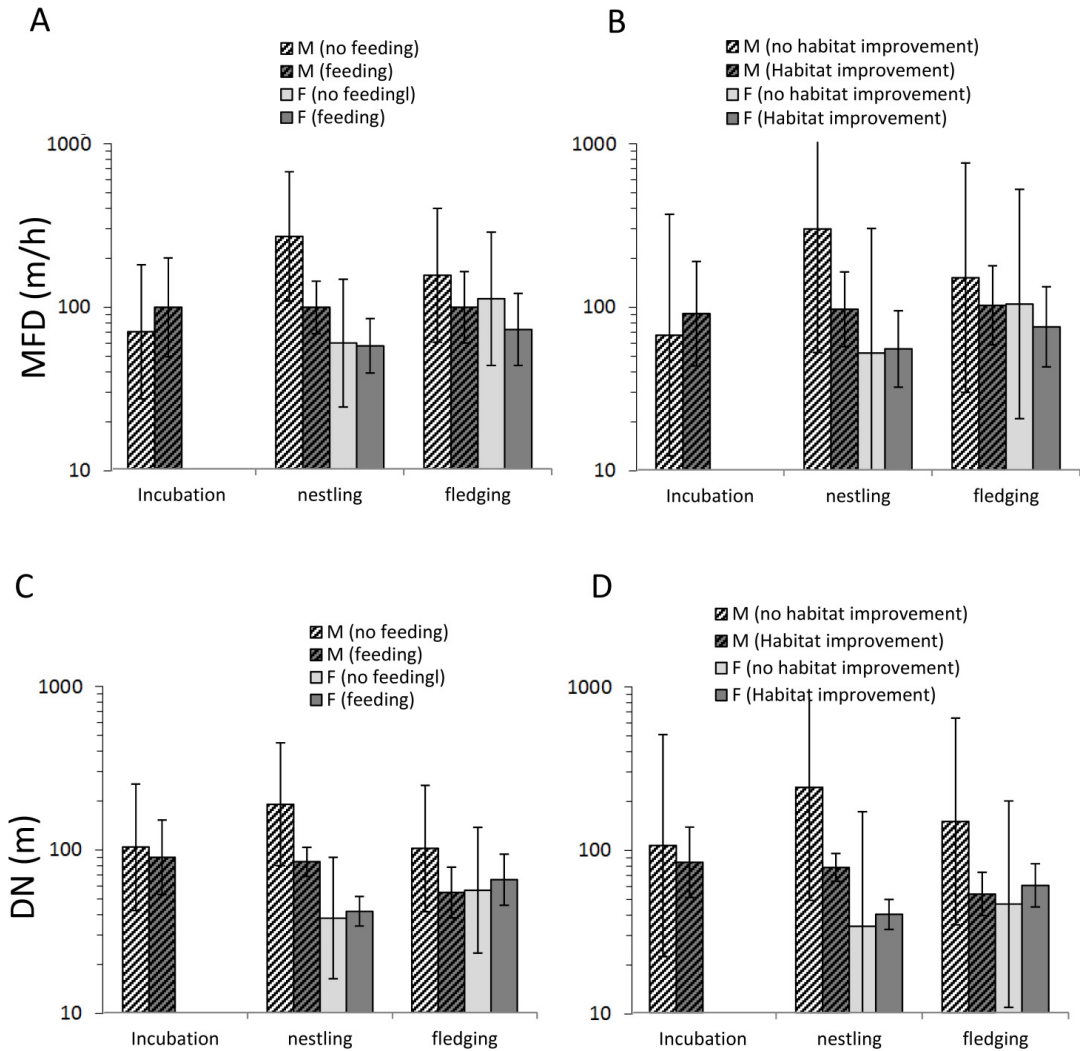 A
M (no feeding)
M (feeding)
F (no feedingl)
F (feeding)
MFD (m/h)
1000
100
10
Incubation nestling fledging
B
M (no habitat improvement)
M (Habitat improvement)
F (no habitat improvement)
F (Habitat improvement)
1000
100
10
Incubation nestling fledging
C
M (no feeding)
M (feeding)
F (no feedingl)
F (feeding)
DN (m)
1000
100
10
Incubation nestling fledging
D
M (no habitat improvement)
M (Habitat improvement)
F (no habitat improvement)
F (Habitat improvement)
1000
100
10
Incubation nestling fledging